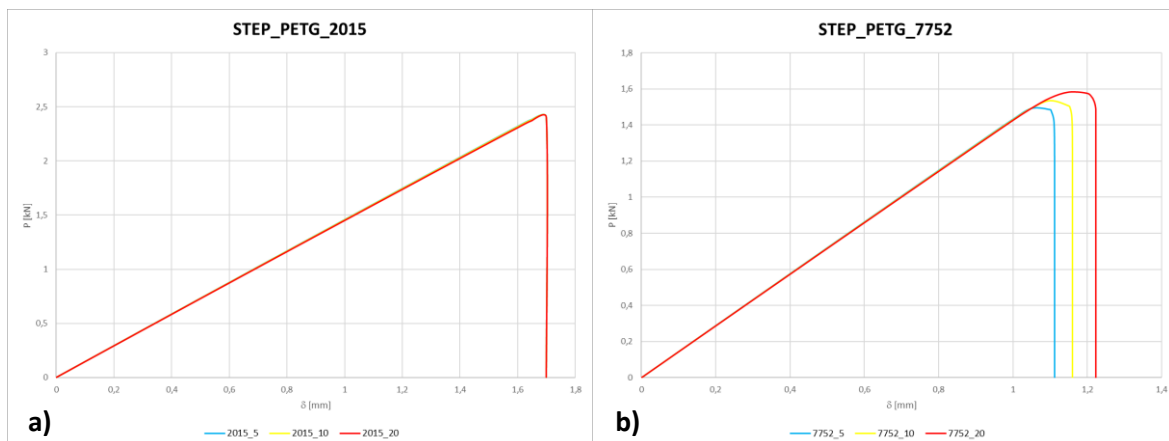 STEP_PETG_2015
3
2,5
2
1,5
1
0,5
0
P [kN]
0 0,2 0,4 0,6 0,8 1 1,2 1,4 1,6 1,8
δ [mm]
a)
2015_5 2015_10 2015_20
STEP_PETG_7752
1,8
1,6
1,4
1,2
1
0,8
0,6
0,4
0,2
0
P [kN]
0 0,2 0,4 0,6 0,8 1 1,2 1,4
δ [mm]
b)
7752_5 7752_10 7752_20